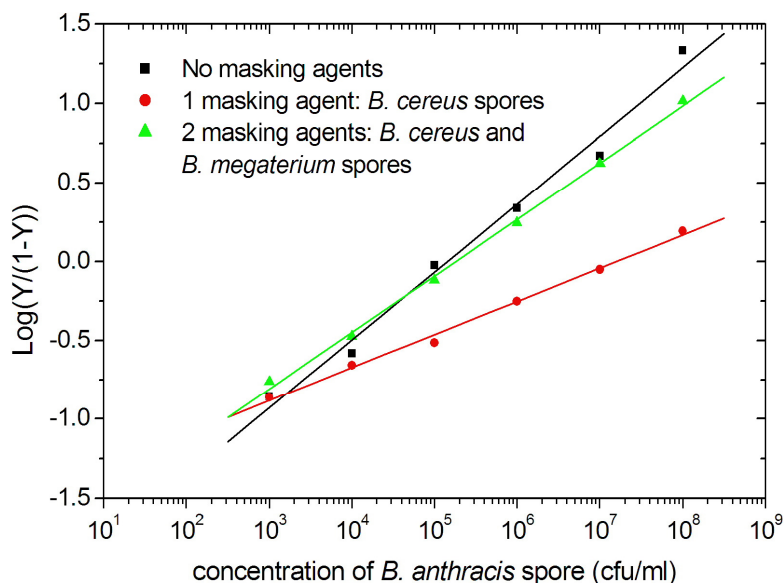 1.5
1.0
0.5
0.0
-0.5
-1.0
-1.5
Log(Y/(1-Y))
No masking agents
1 masking agent: B. cereus spores
2 masking agents: B. cereus and
B. megaterium spores
10¹ 10² 10³ 10⁴ 10⁵ 10⁶ 10⁷ 10⁸ 10⁹
concentration of B. anthracis spore (cfu/ml)